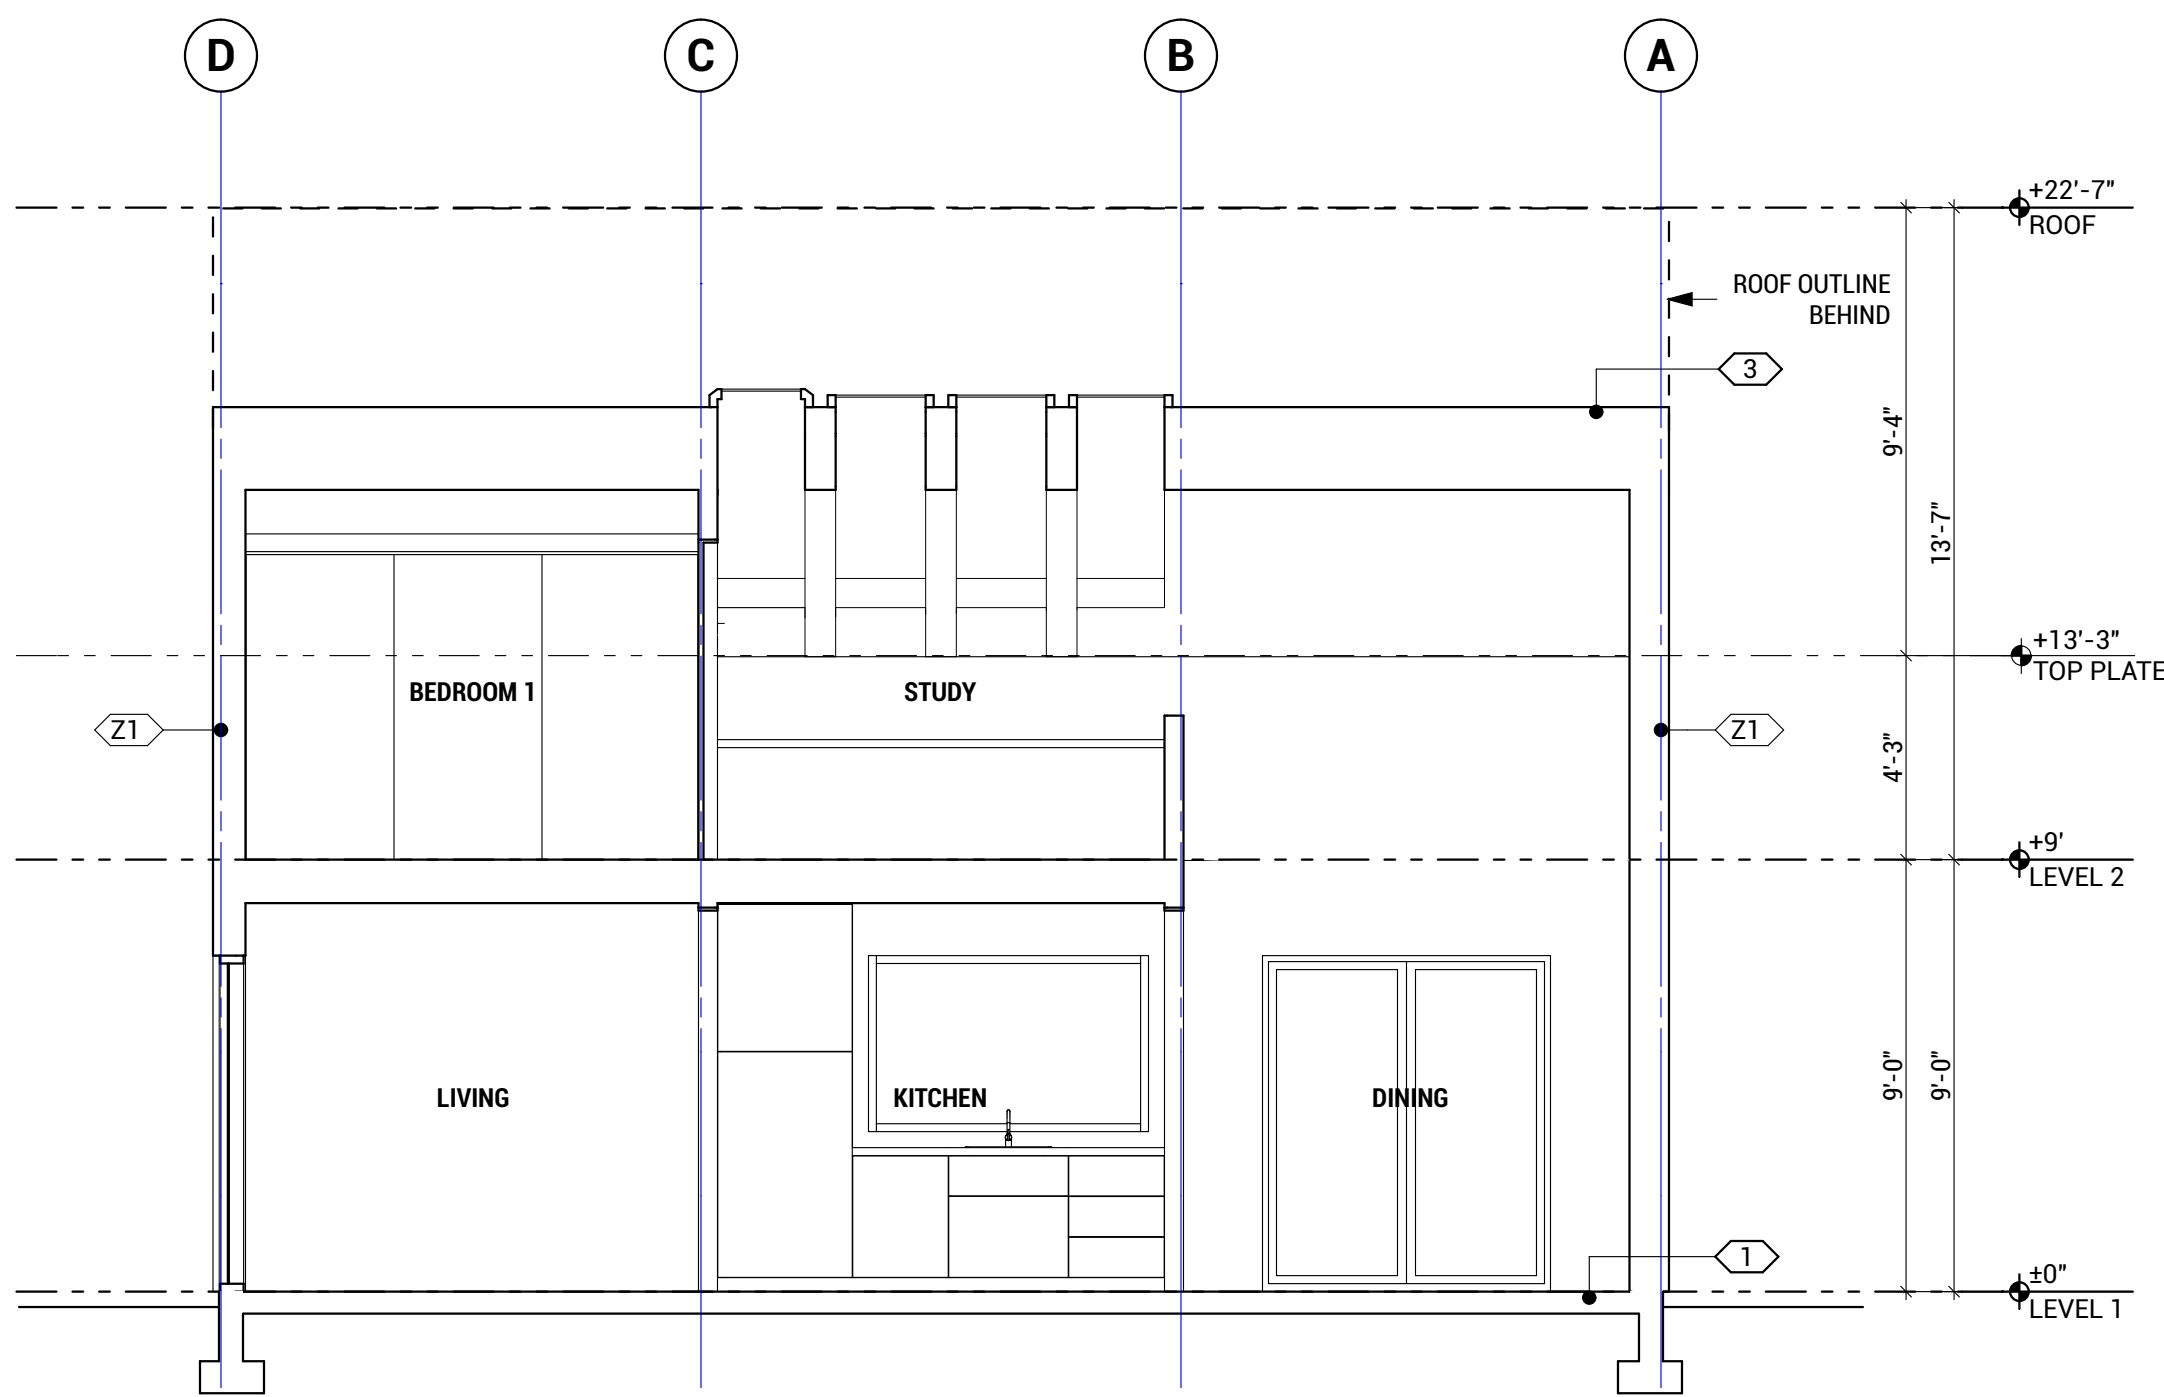 D C B A
+22'-7"
ROOF
ROOF OUTLINE
BEHIND
3
9'-4"
13'-7"
+13'-3"
TOP PLATE
BEDROOM 1
STUDY
Z1
Z1
4'-3"
+9'
LEVEL 2
LIVING
KITCHEN
DINING
9'-0"
9'-0"
1
±0"
LEVEL 1